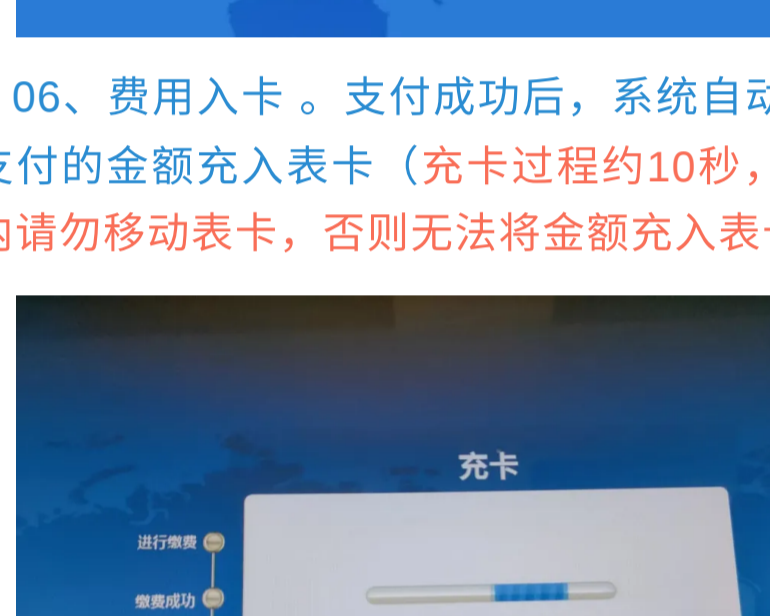 06、费用入卡 。支付成功后，系统自动
支付的金额充入表卡（充卡过程约10秒，
内请勿移动表卡，否则无法将金额充入表卡
充卡
进行缴费
缴费成功